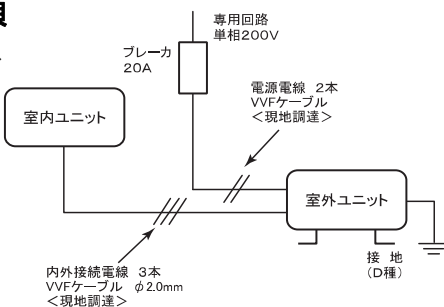 専用回路
単相200V
ブレーカ
20A
電源電線 2本
VVFケーブル
＜現地調達＞
室内ユニット
室外ユニット
接 地
（D種）
内外接続電線 3本
VVFケーブル φ2.0mm
＜現地調達＞